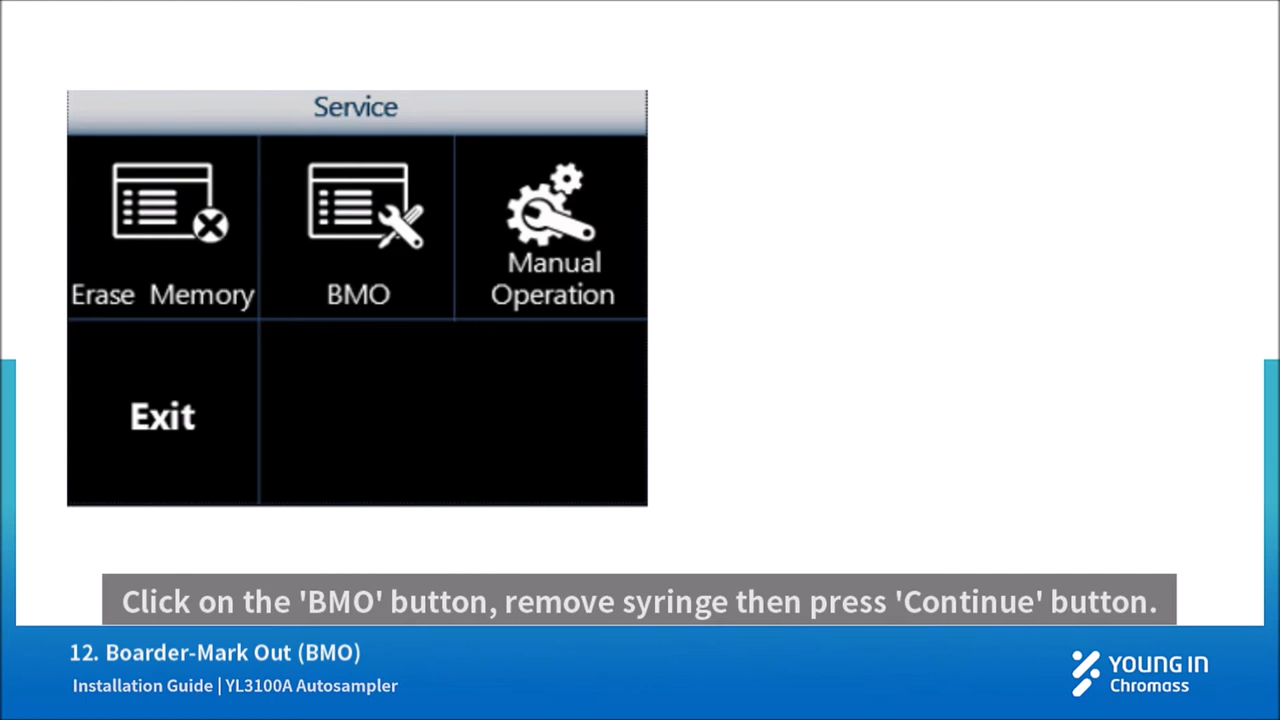 Service
Erase Memory
BMO
Manual
Operation
Exit
Click on the 'BMO' button, remove syringe then press 'Continue' button.
12. Boarder-Mark Out (BMO)
Installation Guide | YL3100A Autosampler
YOUNG IN
Chromass